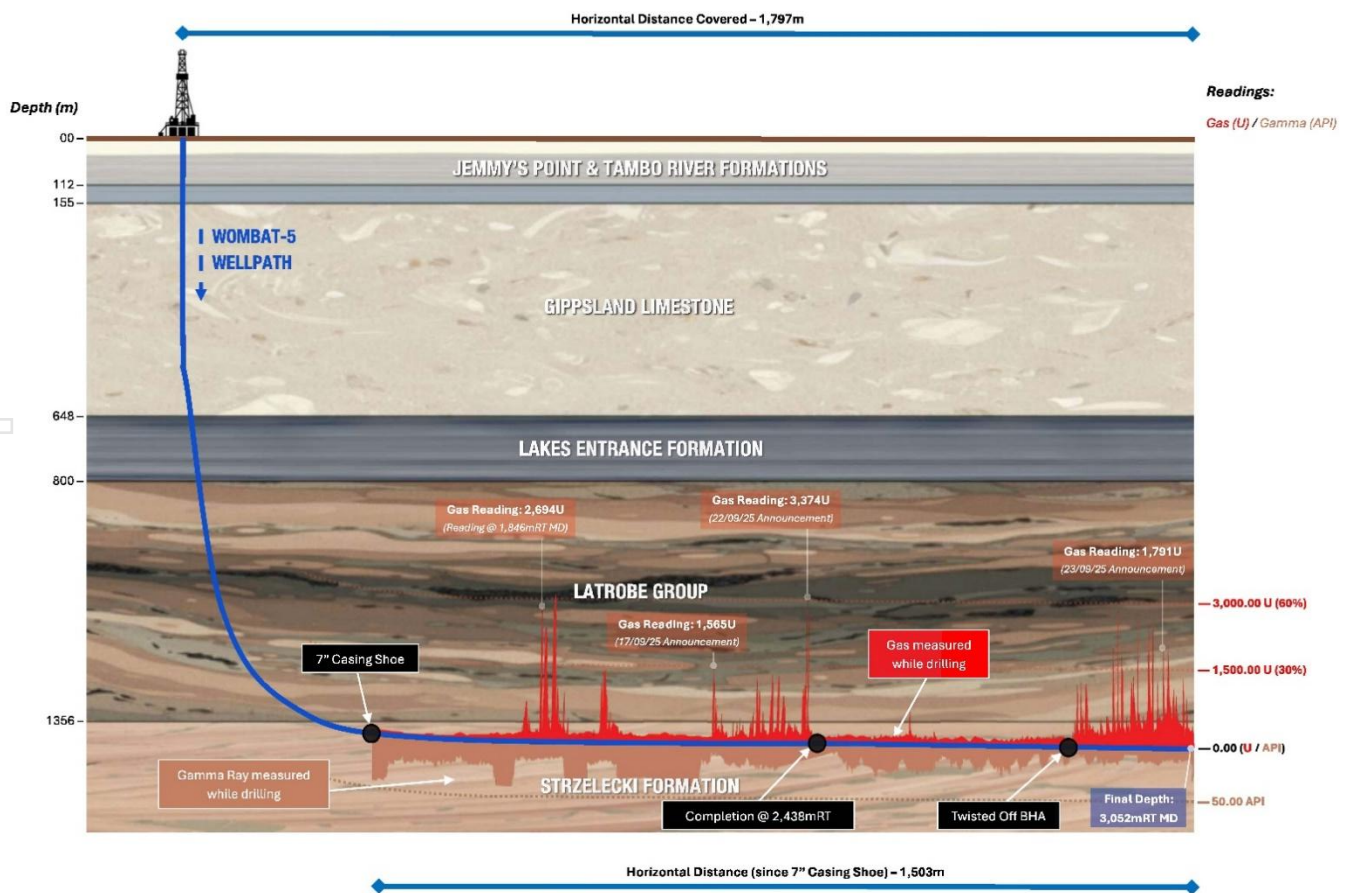 Horizontal Distance Covered – 1,797m
Depth (m)
Readings:
Gas (U) / Gamma (API)
00
JEMMY'S POINT & TAMBO RIVER FORMATIONS
112
155
WOMBAT-5
WELLPATH
GIPPSLAND LIMESTONE
648
LAKES ENTRANCE FORMATION
800
Gas Reading: 2,694U
(Reading @ 1,846mRT MD)
Gas Reading: 3,374U
(22/09/25 Announcement)
Gas Reading: 1,791U
(23/09/25 Announcement)
LATROBE GROUP
3,000.00 U (60%)
Gas Reading: 1,565U
(17/09/25 Announcement)
7" Casing Shoe
Gas measured
while drilling
1,500.00 U (30%)
1356
0.00 (U / API)
Gamma Ray measured
while drilling
STRZELECKI FORMATION
Completion @ 2,438mRT
Twisted Off BHA
Final Depth:
3,052mRT MD
50.00 API
Horizontal Distance (since 7" Casing Shoe) – 1,503m